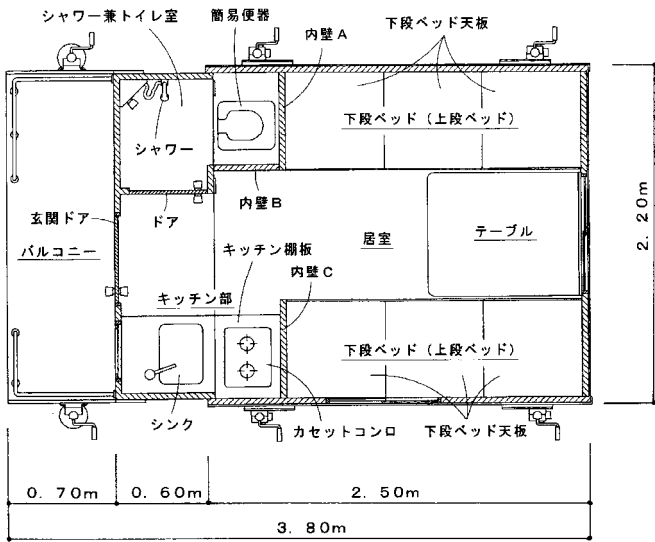 シャワー兼トイレ室
簡易便器
内壁A
下段ベッド天板
下段ベッド(上段ベッド)
シャワー
内壁B
玄関ドア
ドア
バルコニー
キッチン棚板
居室
テーブル
2.20m
内壁C
キッチン部
下段ベッド(上段ベッド)
シンク
カセットコンロ
下段ベッド天板
0.70m
0.60m
2.50m
3.80m